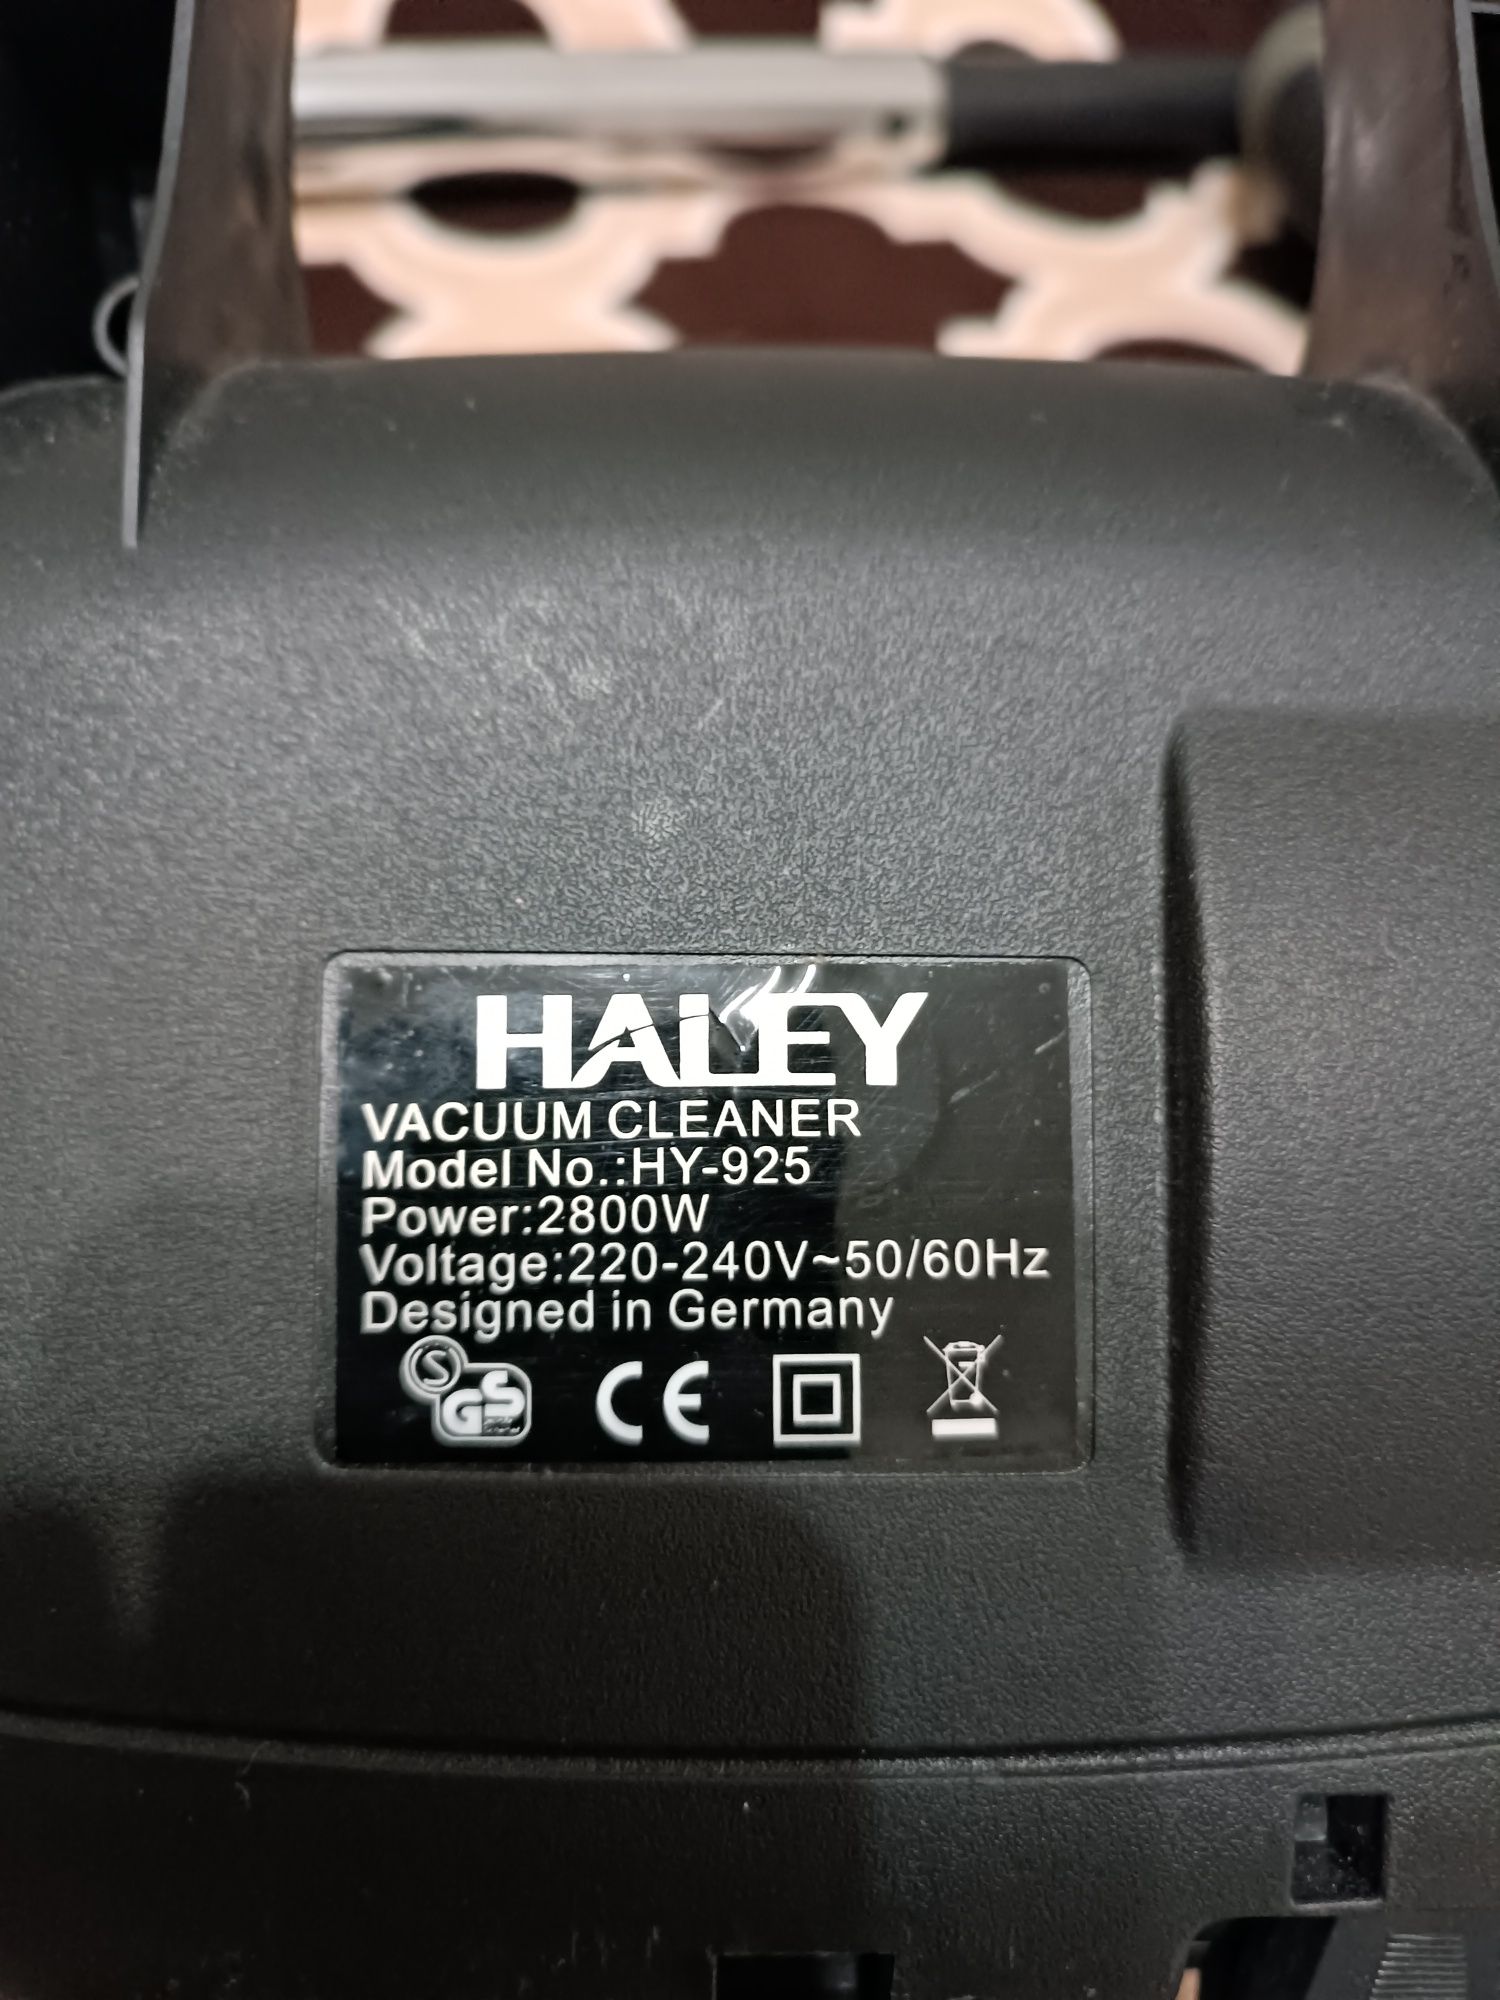 HALEY
VACUUM CLEANER
Model No.:HY-925
Power:2800W
Voltage:220-240V~50/60Hz
Designed in Germany
S GS CE